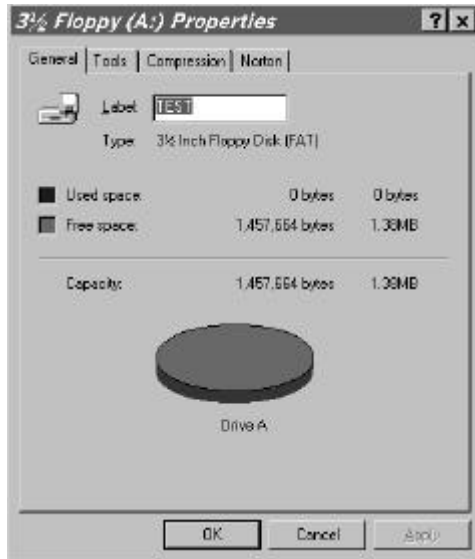 3½ Floppy (A:) Properties ? x
General Tools Compression Norton
Label: TEST
Type: 3½ Inch Floppy Disk (FAT)
Used space: 0 bytes 0 bytes
Free space: 1,457,664 bytes 1.38MB
Capacity: 1,457,664 bytes 1.38MB
Drive A
OK Cancel Apply